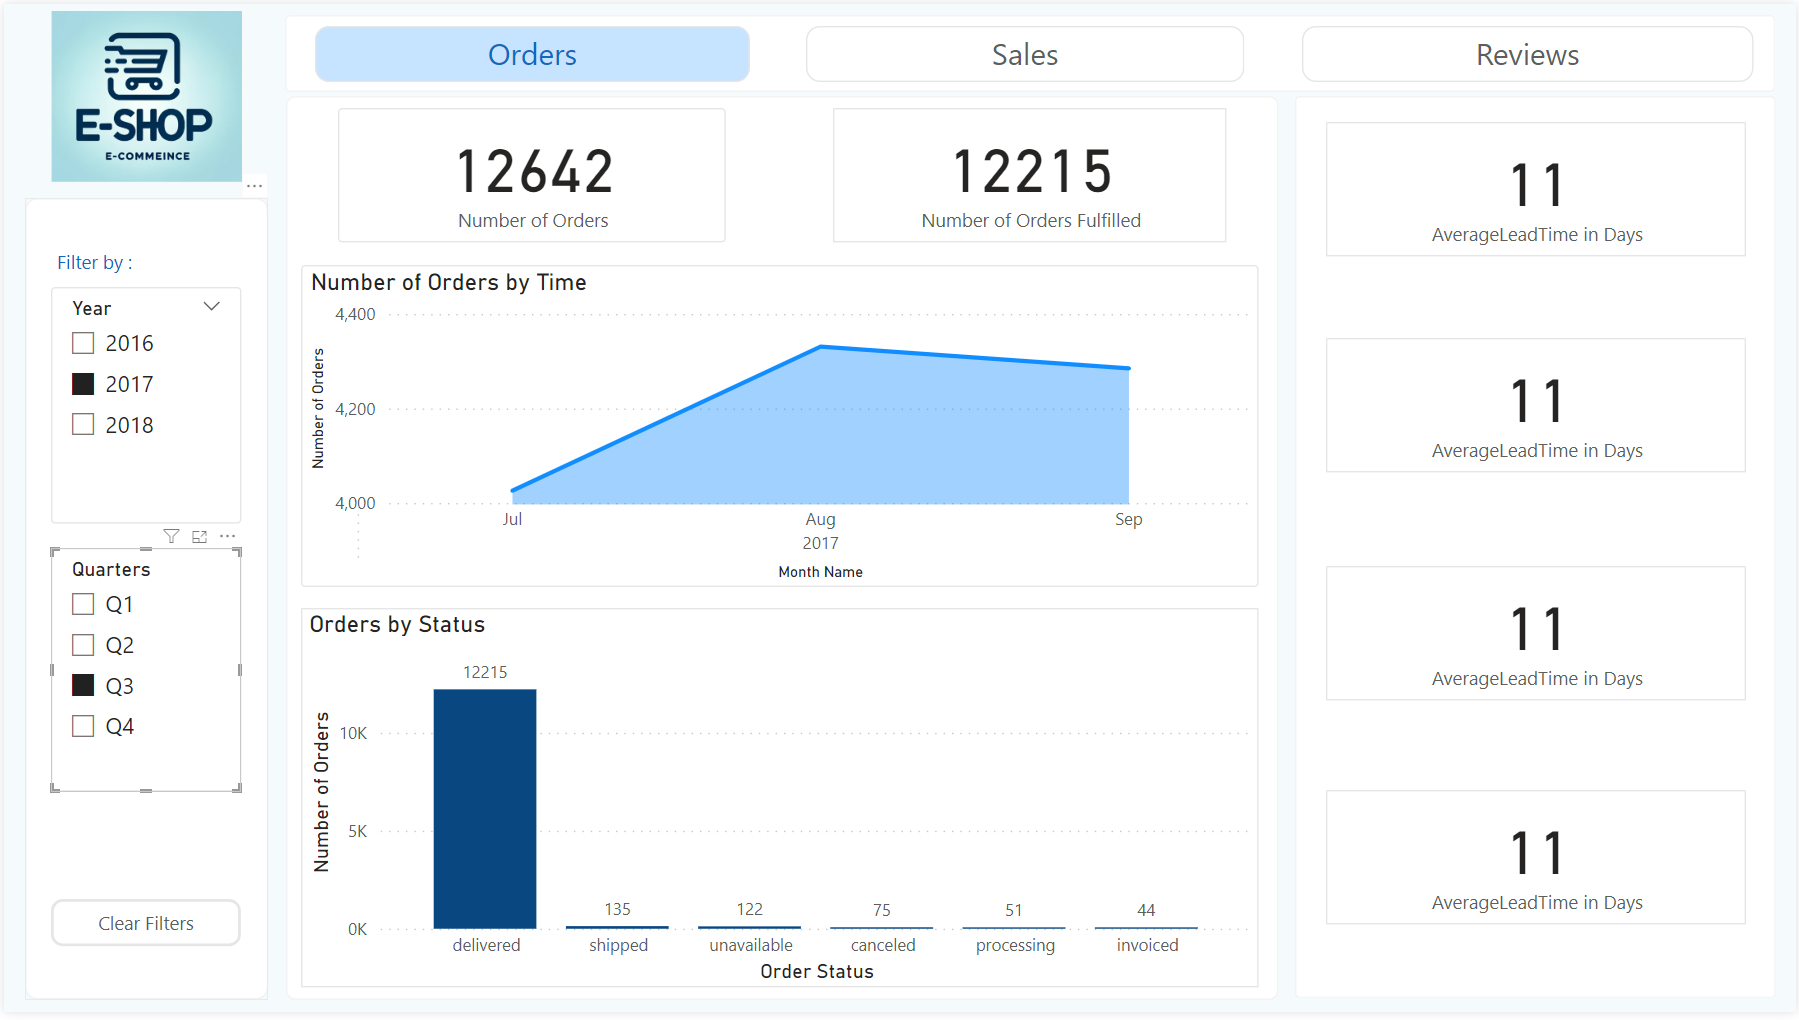 E-SHOP
E-COMMEINCE
Orders
Sales
Reviews
Filter by :
Year
2016
2017
2018
Quarters
Q1
Q2
Q3
Q4
Clear Filters
12642
Number of Orders
12215
Number of Orders Fulfilled
Number of Orders by Time
4,400
4,200
4,000
Number of Orders
Jul
Aug
Sep
2017
Month Name
Orders by Status
Number of Orders
10K
5K
0K
12215
135
122
75
51
44
delivered
shipped
unavailable
canceled
processing
invoiced
Order Status
11
AverageLeadTime in Days
11
AverageLeadTime in Days
11
AverageLeadTime in Days
11
AverageLeadTime in Days